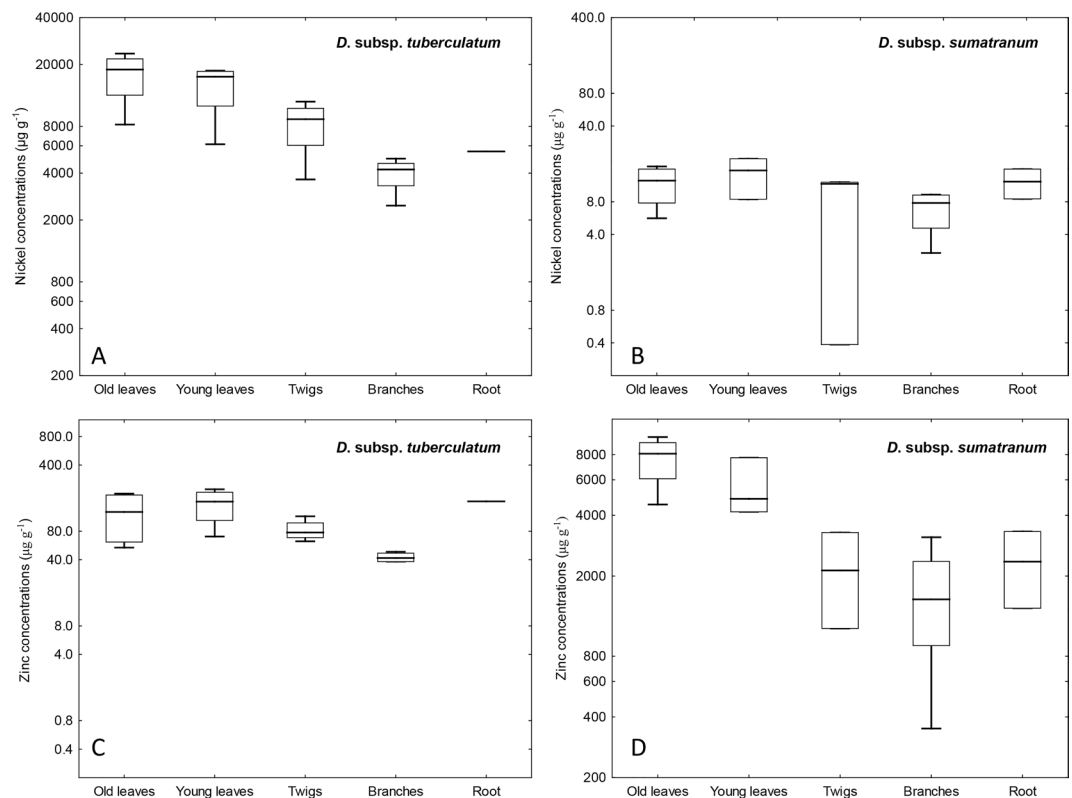 40000
20000
8000
6000
4000
2000
800
600
400
200
Nickel concentrations (µg g-1)
D. subsp. tuberculatum
A
Old leaves Young leaves Twigs Branches Root
400.0
80.0
40.0
8.0
4.0
0.8
0.4
Nickel concentrations (µg g-1)
D. subsp. sumatranum
B
Old leaves Young leaves Twigs Branches Root
800.0
400.0
80.0
40.0
8.0
4.0
0.8
0.4
Zinc concentrations (µg g-1)
D. subsp. tuberculatum
C
Old leaves Young leaves Twigs Branches Root
8000
6000
4000
2000
800
600
400
200
Zinc concentrations (µg g-1)
D. subsp. sumatranum
D
Old leaves Young leaves Twigs Branches Root